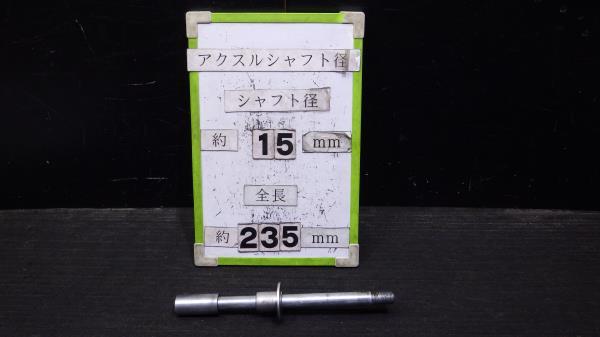 アクスルシャフト径
シャフト径
約 15 mm
全長
約 235 mm